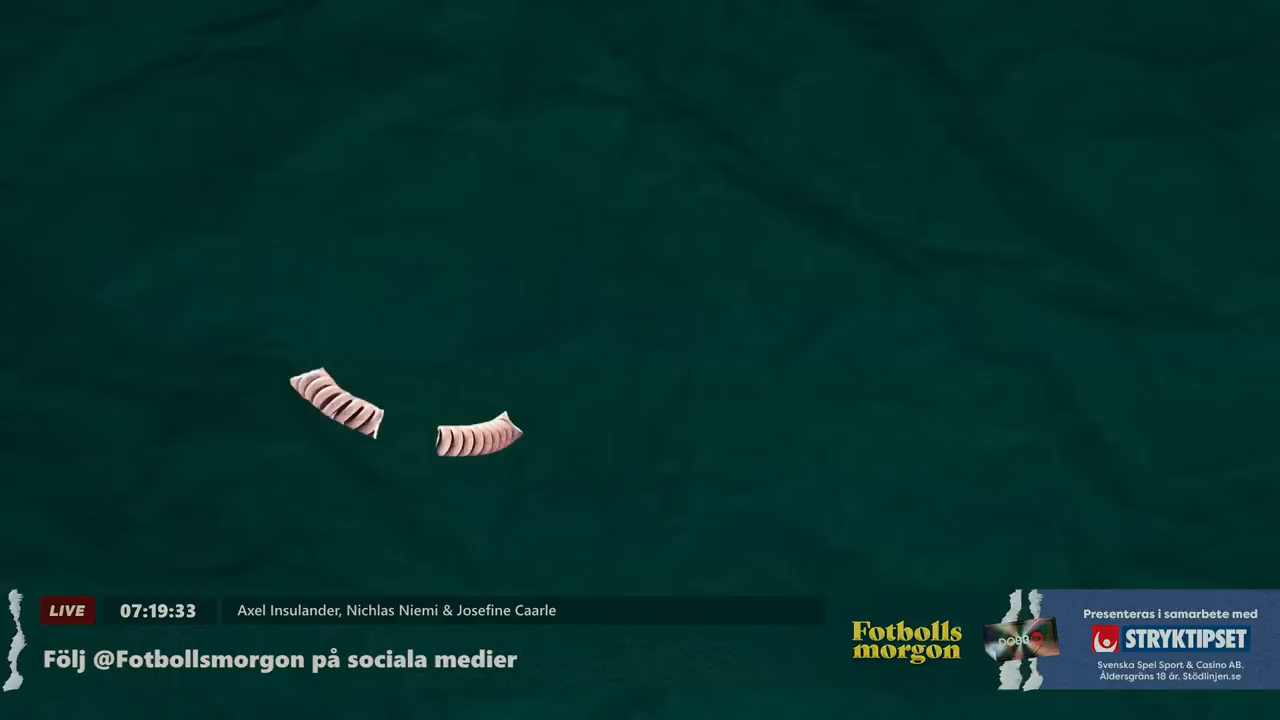 LIVE
07:19:33
Axel Insulander, Nichlas Niemi & Josefine Caarle
Följ @Fotbollsmorgon på sociala medier
Fotbolls
morgon
Presenteras i samarbete med
STRYKTIPSET
Svenska Spel Sport & Casino AB.
Åldersgräns 18 år. Stödlinjen.se